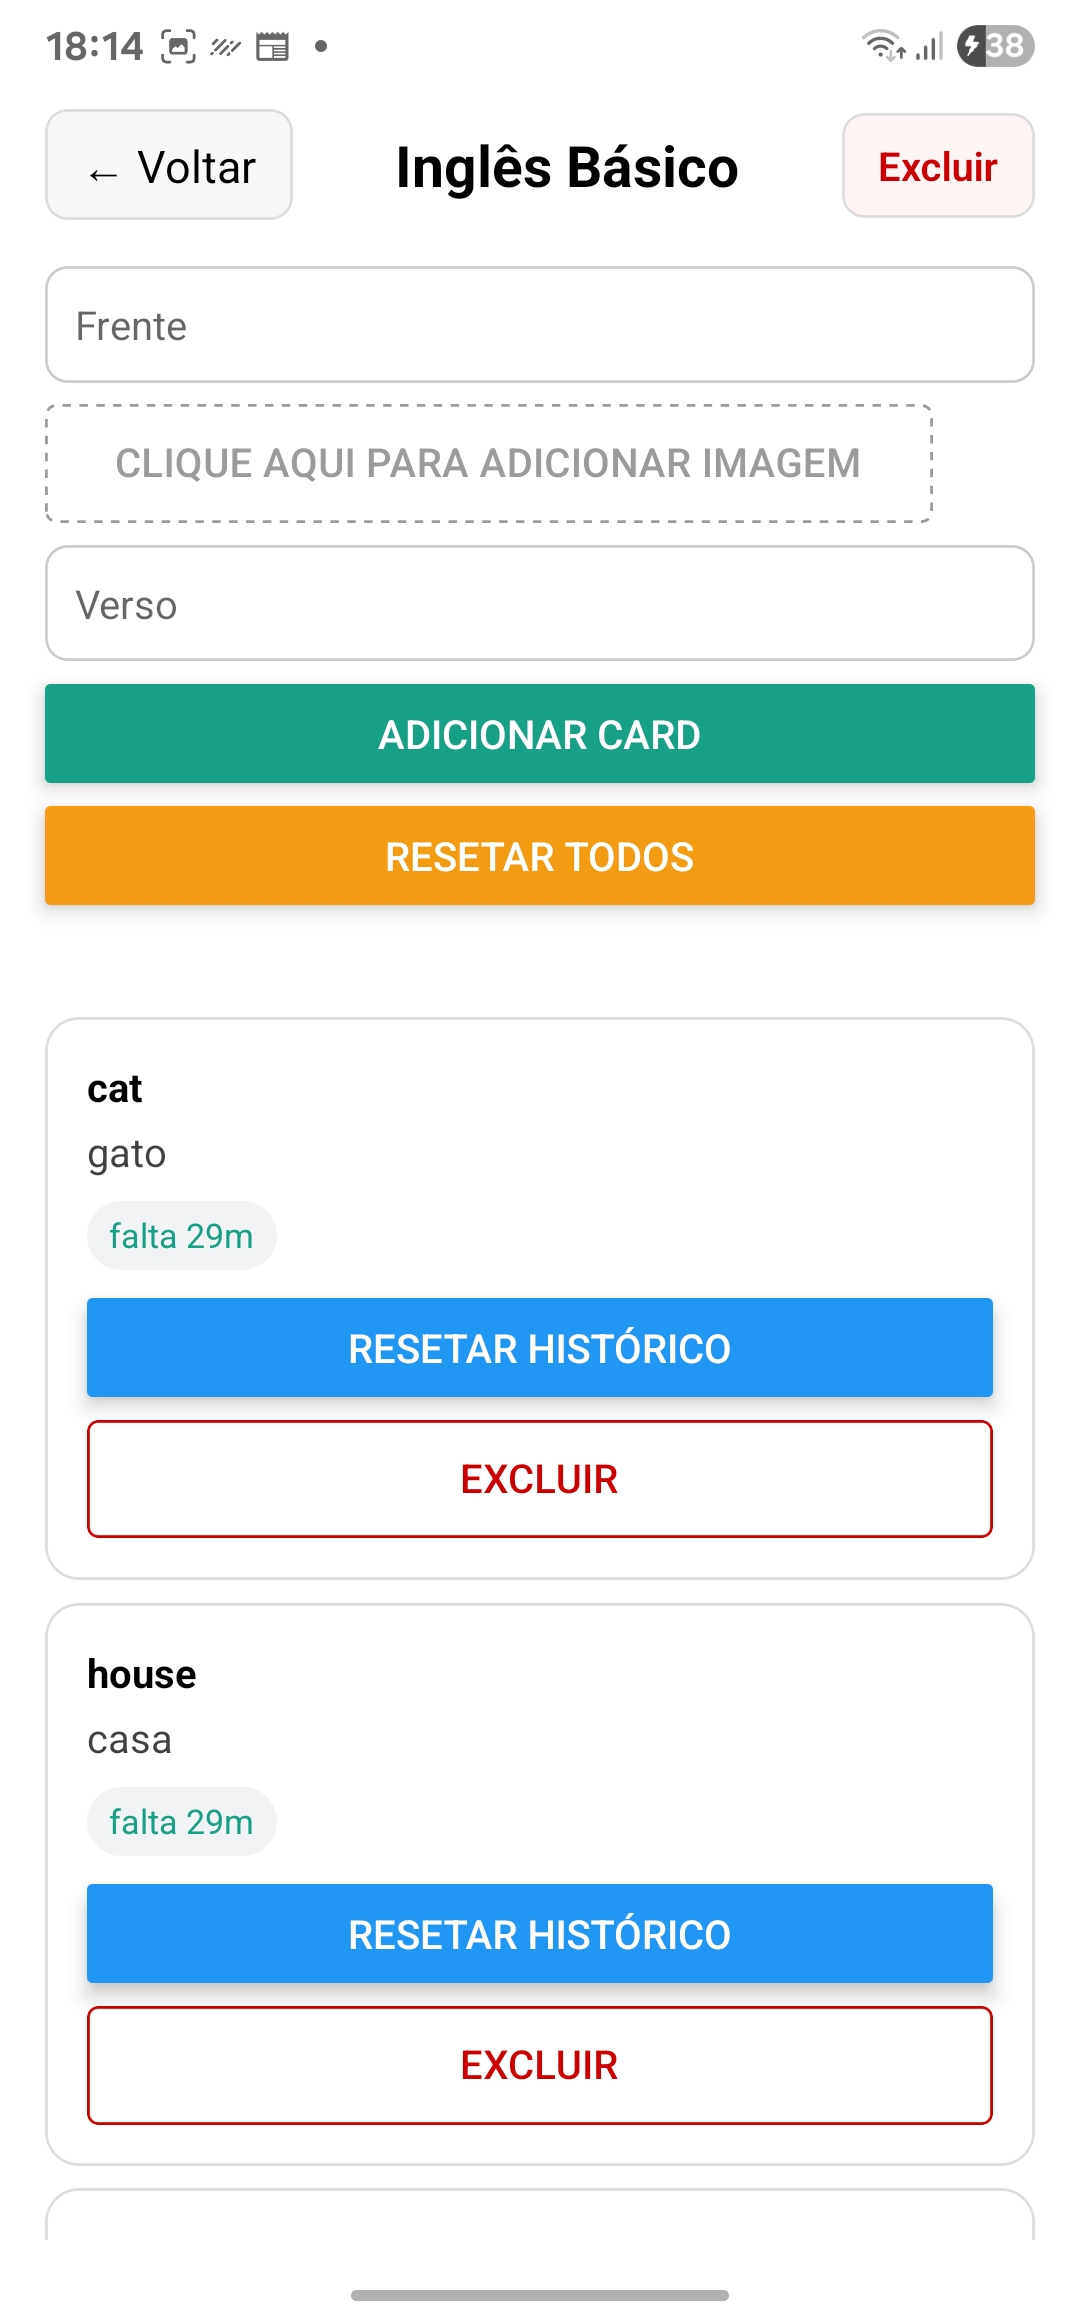 18:14
38
← Voltar
Inglês Básico
Excluir
Frente
CLIQUE AQUI PARA ADICIONAR IMAGEM
Verso
ADICIONAR CARD
RESETAR TODOS
cat
gato
falta 29m
RESETAR HISTÓRICO
EXCLUIR
house
casa
falta 29m
RESETAR HISTÓRICO
EXCLUIR